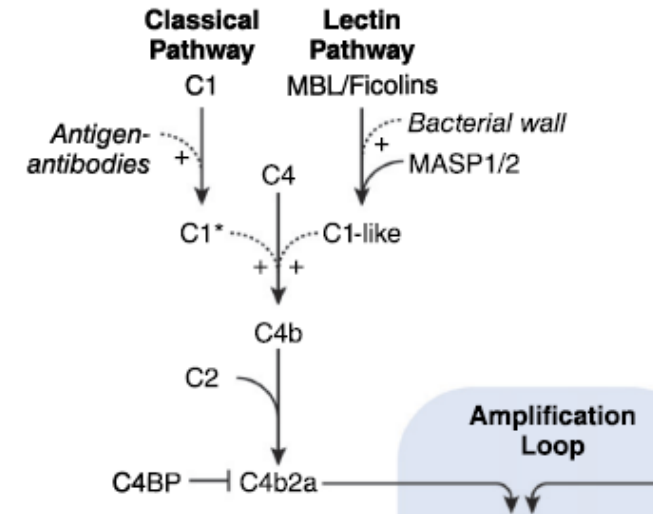 Classical
Pathway
Lectin
Pathway
C1
MBL/Ficolins
Antigen-
antibodies
+
Bacterial wall
+
MASP1/2
C4
C1*
C1-like
+ +
C4b
C2
Amplification
Loop
C4BP
C4b2a